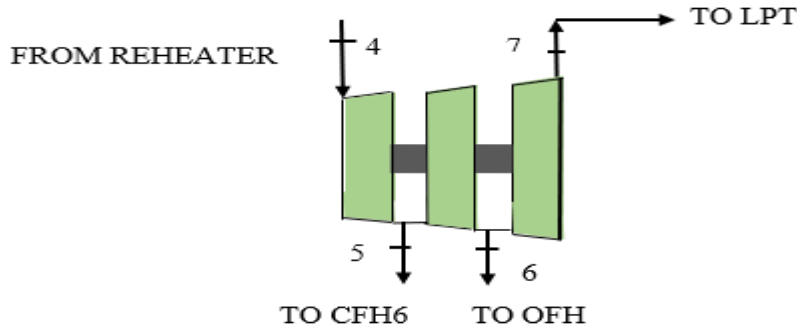 TO LPT
4
7
FROM REHEATER
5
6
TO CFH6
TO OFH